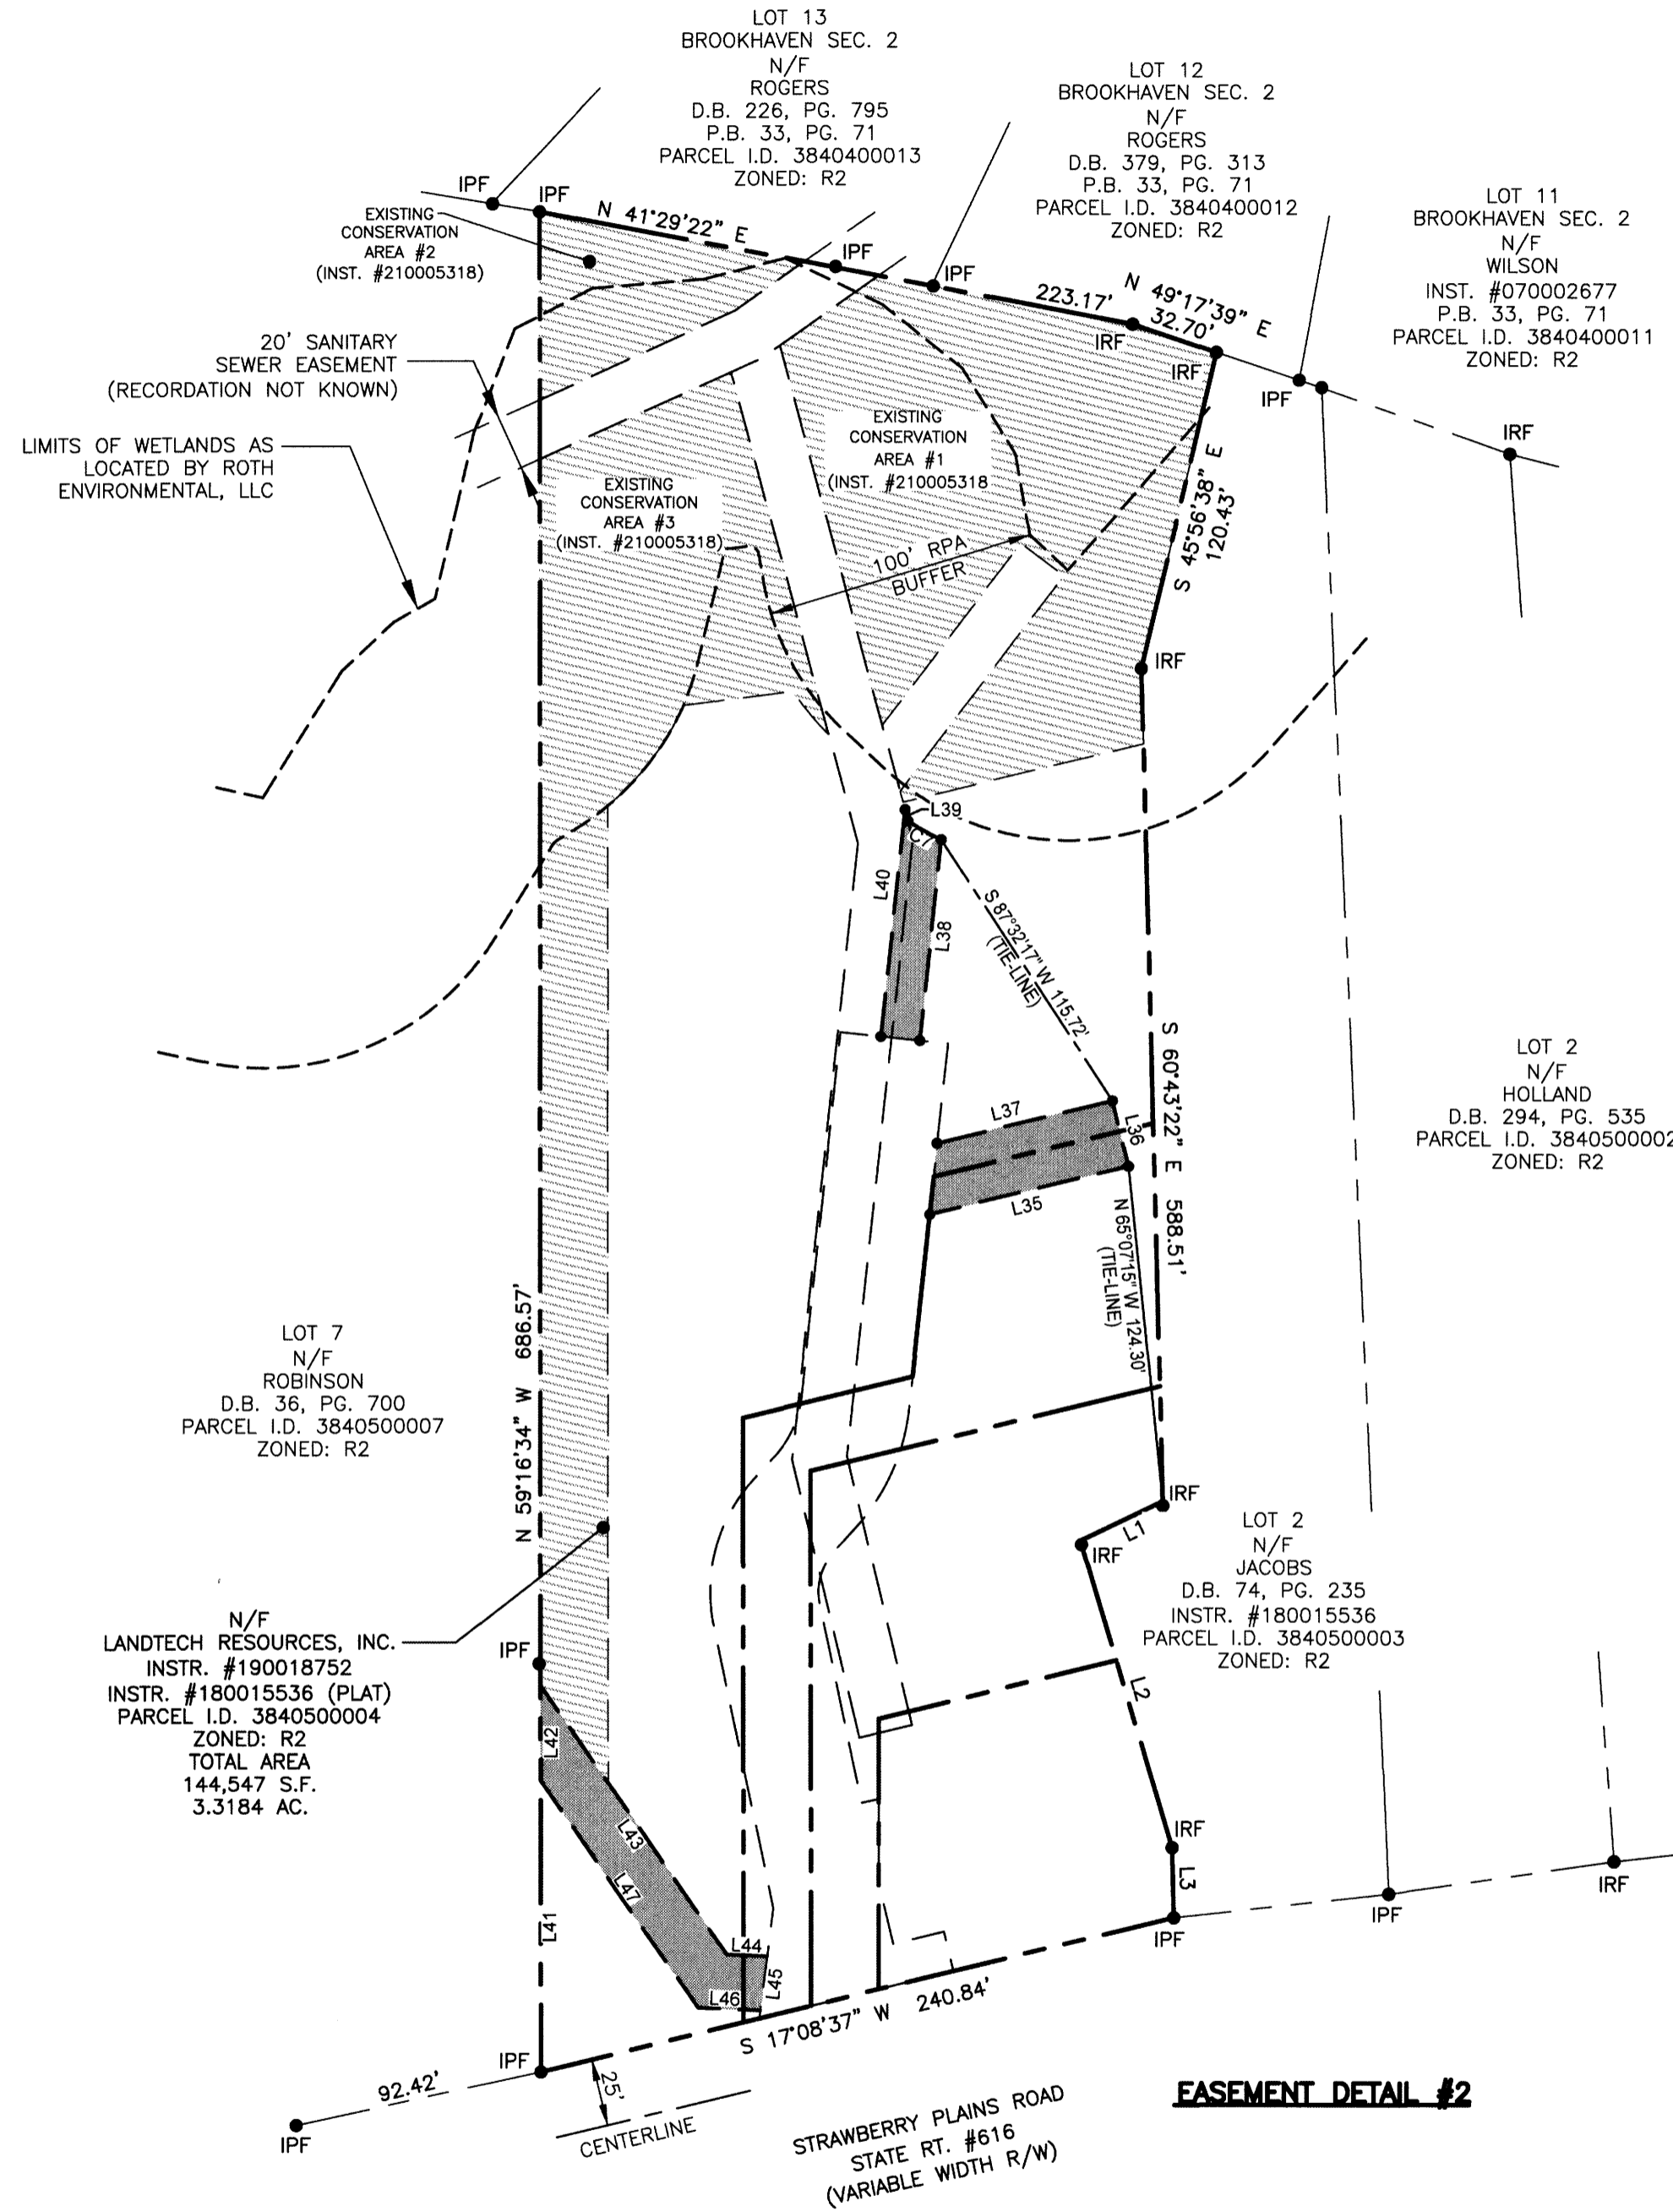 LOT 13
BROOKHAVEN SEC. 2
N/F
ROGERS
D.B. 226, PG. 795
P.B. 33, PG. 71
PARCEL I.D. 3840400013
ZONED: R2
LOT 12
BROOKHAVEN SEC. 2
N/F
ROGERS
D.B. 379, PG. 313
P.B. 33, PG. 71
PARCEL I.D. 3840400012
ZONED: R2
LOT 11
BROOKHAVEN SEC. 2
N/F
WILSON
INST. #070002677
P.B. 33, PG. 71
PARCEL I.D. 3840400011
ZONED: R2
IPF
IPF
N 41°29'22" E
IPF
IPF
223.17'
N 49°17'39" E
32.70'
IRF
IRF
IPF
IRF
EXISTING
CONSERVATION
AREA #2
(INST. #210005318)
20' SANITARY
SEWER EASEMENT
(RECORDATION NOT KNOWN)
LIMITS OF WETLANDS AS
LOCATED BY ROTH
ENVIRONMENTAL, LLC
EXISTING
CONSERVATION
AREA #1
(INST. #210005318
EXISTING
CONSERVATION
AREA #3
(INST. #210005318)
100' RPA
BUFFER
S 45°56'38" E
120.43'
IRF
L39
C7
L40
L38
S 87°32'17" W 115.72'
(TIE-LINE)
S 60°43'22" E 588.51'
L37
L36
L35
N 65°07'15" W 124.30'
(TIE-LINE)
LOT 2
N/F
HOLLAND
D.B. 294, PG. 535
PARCEL I.D. 3840500002
ZONED: R2
LOT 7
N/F
ROBINSON
D.B. 36, PG. 700
PARCEL I.D. 3840500007
ZONED: R2
N 59°16'34" W 686.57'
IRF
L1
IRF
LOT 2
N/F
JACOBS
D.B. 74, PG. 235
INSTR. #180015536
PARCEL I.D. 3840500003
ZONED: R2
N/F
LANDTECH RESOURCES, INC.
INSTR. #190018752
INSTR. #180015536 (PLAT)
PARCEL I.D. 3840500004
ZONED: R2
TOTAL AREA
144,547 S.F.
3.3184 AC.
IPF
L2
L42
L43
L47
L41
L44
L45
L46
IRF
L3
IPF
IPF
IRF
S 17°08'37" W 240.84'
IPF
92.42'
IPF
25'
CENTERLINE
STRAWBERRY PLAINS ROAD
STATE RT. #616
(VARIABLE WIDTH R/W)
EASEMENT DETAIL #2